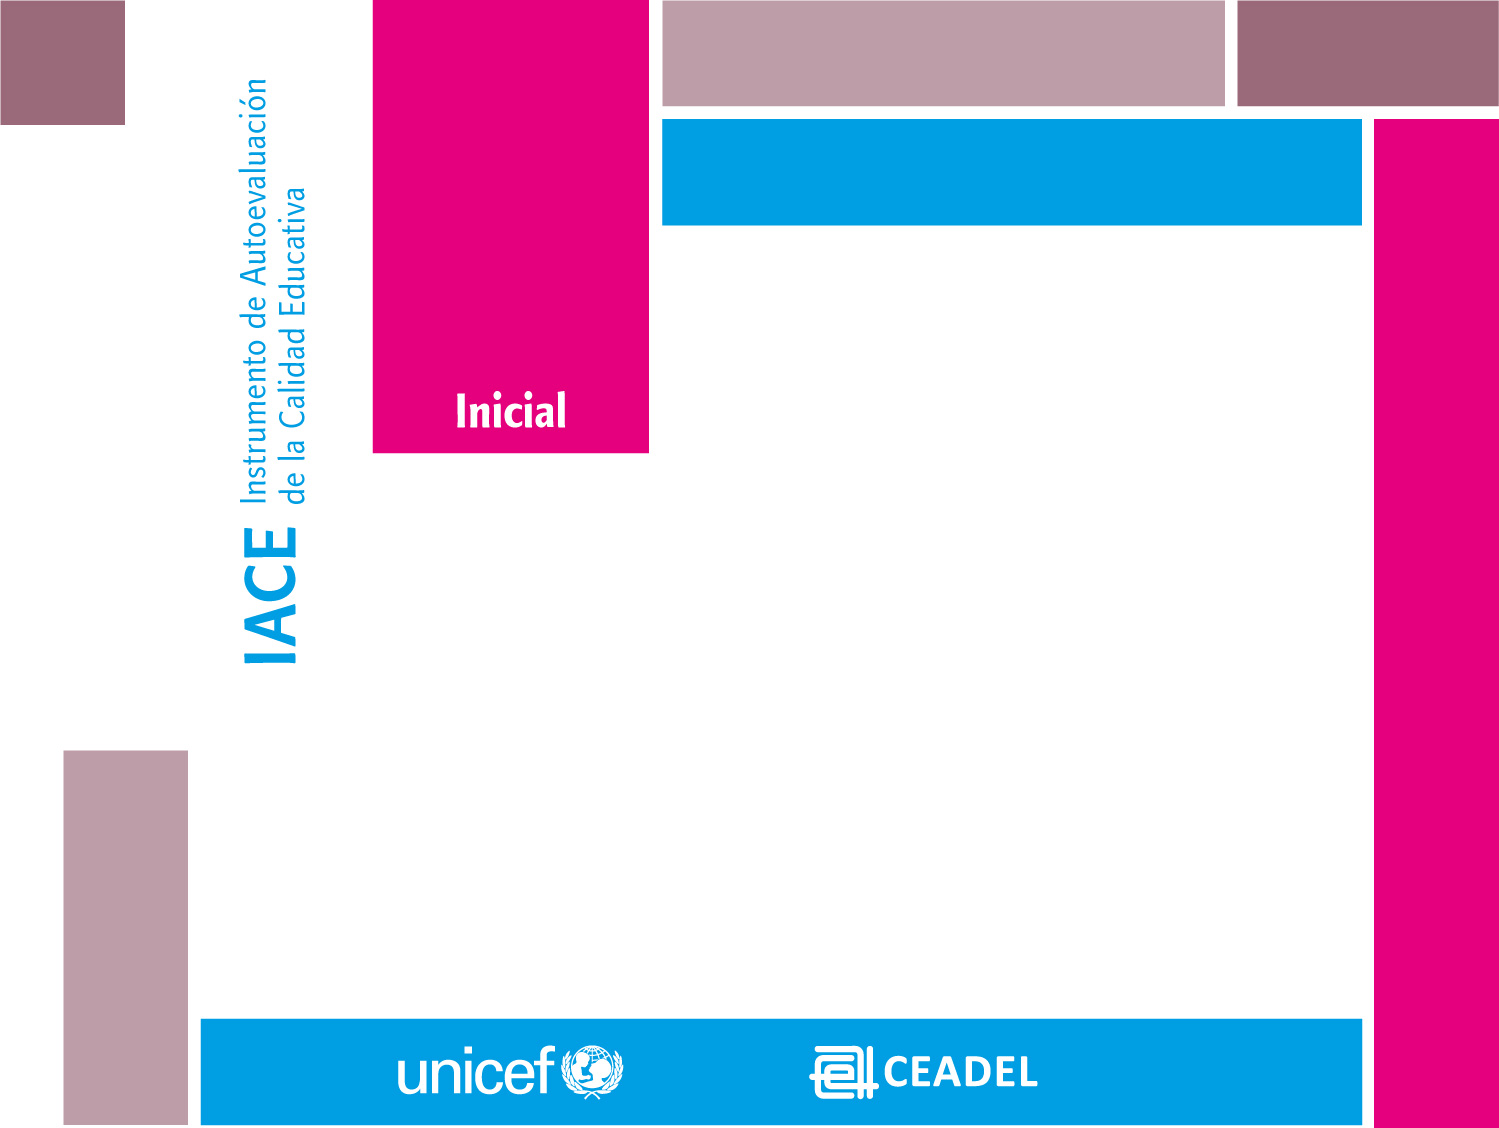 IACE
Instrumento de Autoevaluación
de la Calidad Educativa
Inicial
unicef
CEADEL